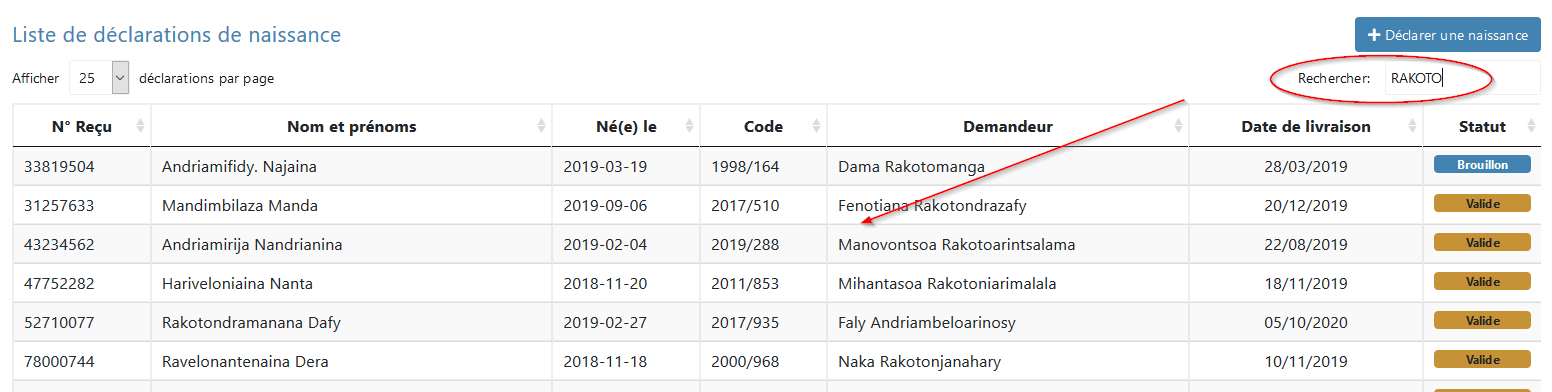 Liste de déclarations de naissance
+ Déclarer une naissance
Afficher 25 déclarations par page
Rechercher: RAKOTO
N° Reçu Nom et prénoms Né(e) le Code Demandeur Date de livraison Statut
33819504 Andriamifidy. Najaina 2019-03-19 1998/164 Dama Rakotomanga 28/03/2019 Brouillon
31257633 Mandimbilaza Manda 2019-09-06 2017/510 Fenotiana Rakotondrazafy 20/12/2019 Valide
43234562 Andriamirija Nandrianina 2019-02-04 2019/288 Manovontsoa Rakotoarintsalama 22/08/2019 Valide
47752282 Hariveloniaina Nanta 2018-11-20 2011/853 Mihantasoa Rakotoniarimalala 18/11/2019 Valide
52710077 Rakotondramanana Dafy 2019-02-27 2017/935 Faly Andriambeloarinosy 05/10/2020 Valide
78000744 Ravelonantenaina Dera 2018-11-18 2000/968 Naka Rakotonjanahary 10/11/2019 Valide